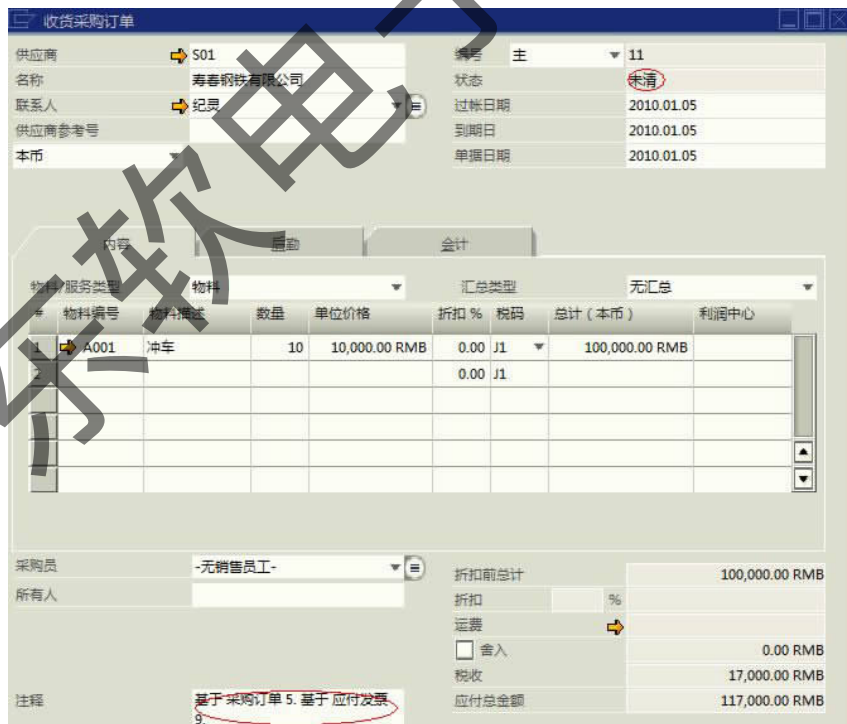 收货采购订单
供应商 S01 编号 主 11
名称 寿春钢铁有限公司 状态 未清
联系人 纪灵 过帐日期 2010.01.05
供应商参考号 到期日 2010.01.05
本币 单据日期 2010.01.05
内容 后勤 会计
物料/服务类型 物料 汇总类型 无汇总
# 物料编号 物料描述 数量 单位价格 折扣 % 税码 总计（本币） 利润中心
1 A001 冲车 10 10,000.00 RMB 0.00 J1 100,000.00 RMB
2 0.00 J1
采购员 -无销售员工- 折扣前总计 100,000.00 RMB
所有人 折扣 %
运费
舍入 0.00 RMB
税收 17,000.00 RMB
注释 基于 采购订单 5. 基于 应付发票 应付总金额 117,000.00 RMB
9.
乐软电子